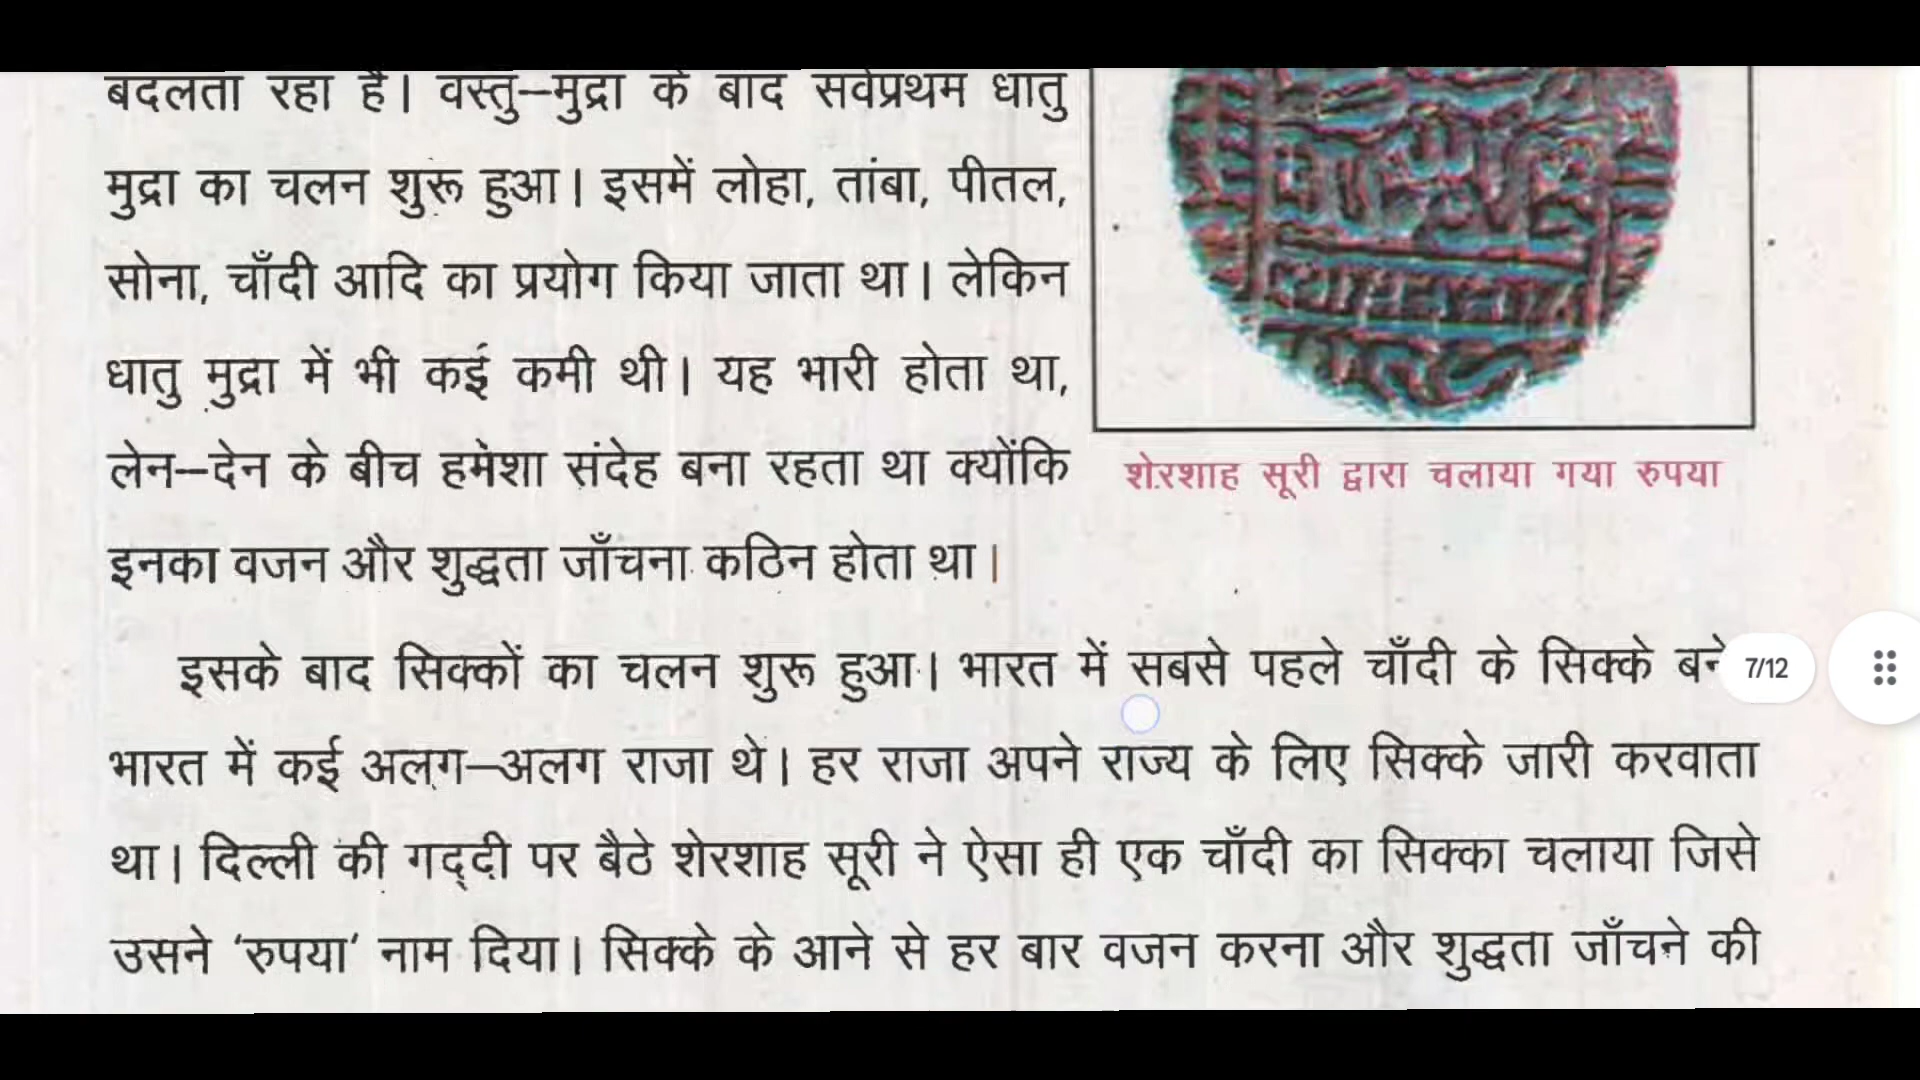 बदलता रहा है। वस्तु–मुद्रा के बाद सर्वप्रथम धातु
मुद्रा का चलन शुरू हुआ। इसमें लोहा, तांबा, पीतल,
सोना, चाँदी आदि का प्रयोग किया जाता था। लेकिन
धातु मुद्रा में भी कई कमी थी। यह भारी होता था,
लेन–देन के बीच हमेशा संदेह बना रहता था क्योंकि
इनका वजन और शुद्धता जाँचना कठिन होता था।
शेरशाह सूरी द्वारा चलाया गया रुपया
इसके बाद सिक्कों का चलन शुरू हुआ। भारत में सबसे पहले चाँदी के सिक्के बने
7/12
भारत में कई अलग–अलग राजा थे। हर राजा अपने राज्य के लिए सिक्के जारी करवाता
था। दिल्ली की गद्दी पर बैठे शेरशाह सूरी ने ऐसा ही एक चाँदी का सिक्का चलाया जिसे
उसने ‘रुपया’ नाम दिया। सिक्के के आने से हर बार वजन करना और शुद्धता जाँचने की